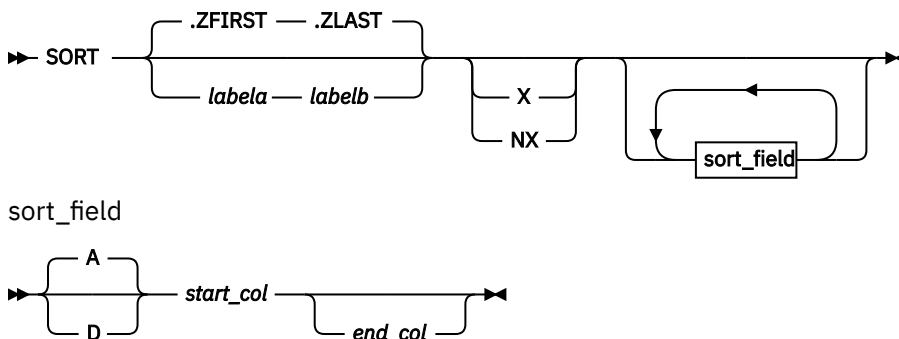 .ZFIRST .ZLAST
SORT
labela labelb
X
NX
sort_field
sort_field
A
start_col
D
end_col